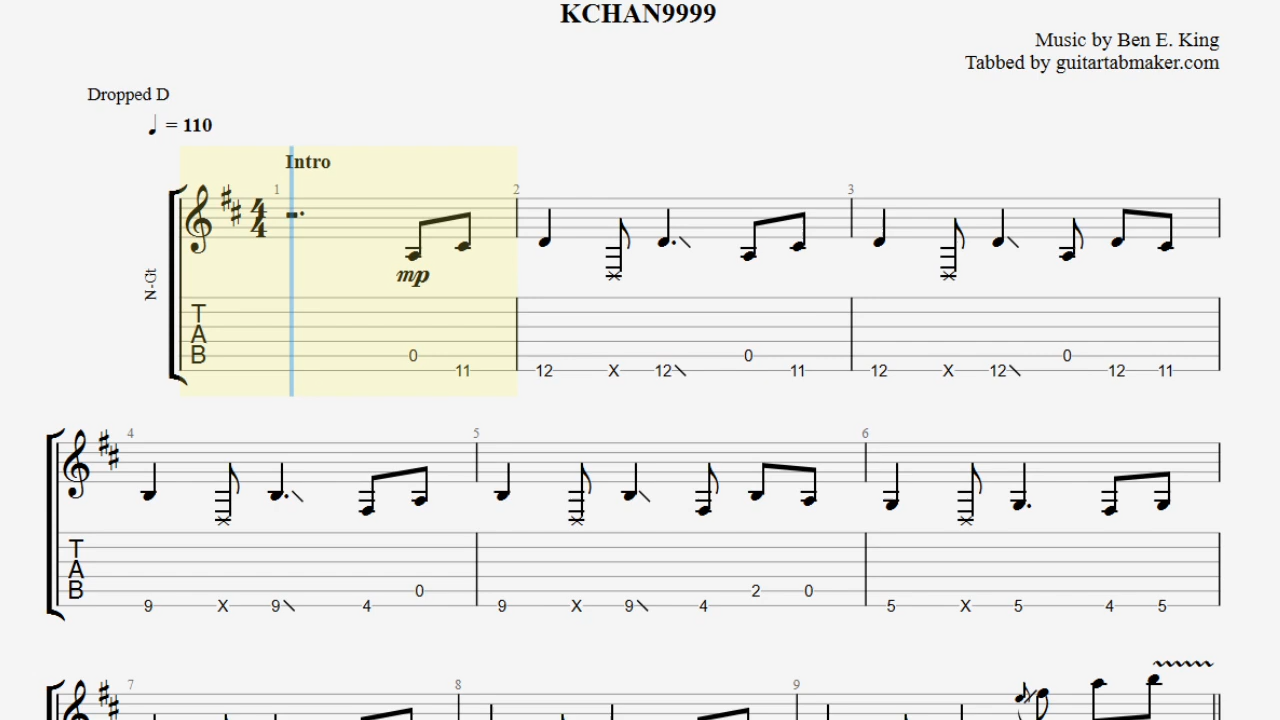 KCHAN9999
Music by Ben E. King
Tabbed by guitartabmaker.com
Dropped D
= 110
Intro
1 2 3
4 4
mp
N-Gt
T A B
0 11 12 X 12 0 11 12 X 12 0 12 11
4 5 6
T A B
9 X 9 4 0 9 X 9 4 2 0 5 X 5 4 5
7 8 9